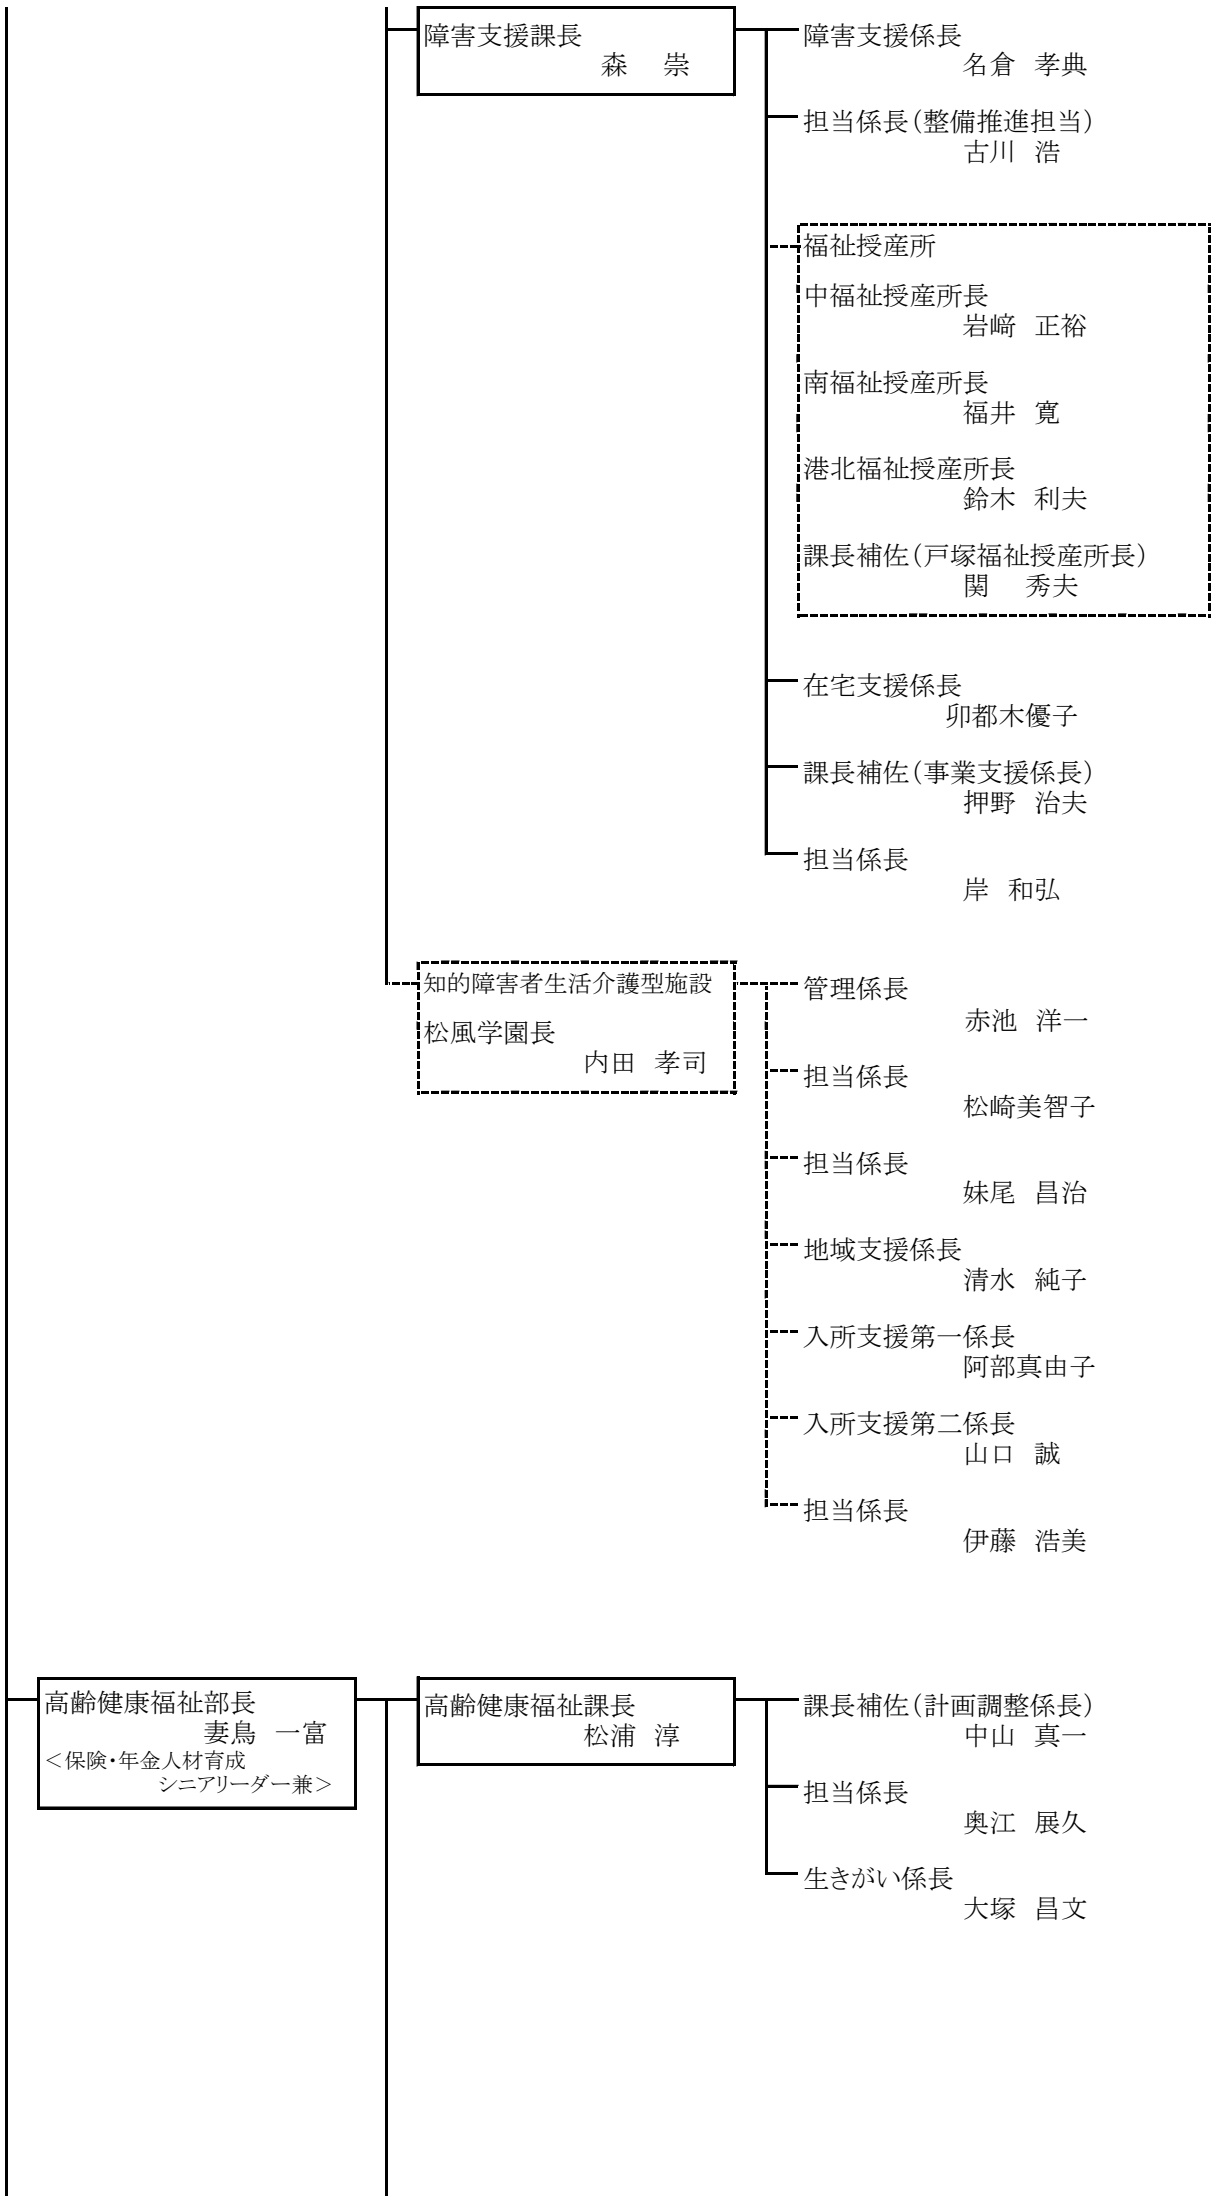 障害支援課長
森 崇
障害支援係長
名倉 孝典
担当係長(整備推進担当)
古川 浩
福祉授産所
中福祉授産所長
岩﨑 正裕
南福祉授産所長
福井 寛
港北福祉授産所長
鈴木 利夫
課長補佐(戸塚福祉授産所長)
関 秀夫
在宅支援係長
卯都木優子
課長補佐(事業支援係長)
押野 治夫
担当係長
岸 和弘
知的障害者生活介護型施設
松風学園長
内田 孝司
管理係長
赤池 洋一
担当係長
松崎美智子
担当係長
妹尾 昌治
地域支援係長
清水 純子
入所支援第一係長
阿部真由子
入所支援第二係長
山口 誠
担当係長
伊藤 浩美
高齢健康福祉部長
妻鳥 一富
<保険・年金人材育成
シニアリーダー兼>
高齢健康福祉課長
松浦 淳
課長補佐(計画調整係長)
中山 真一
担当係長
奥江 展久
生きがい係長
大塚 昌文